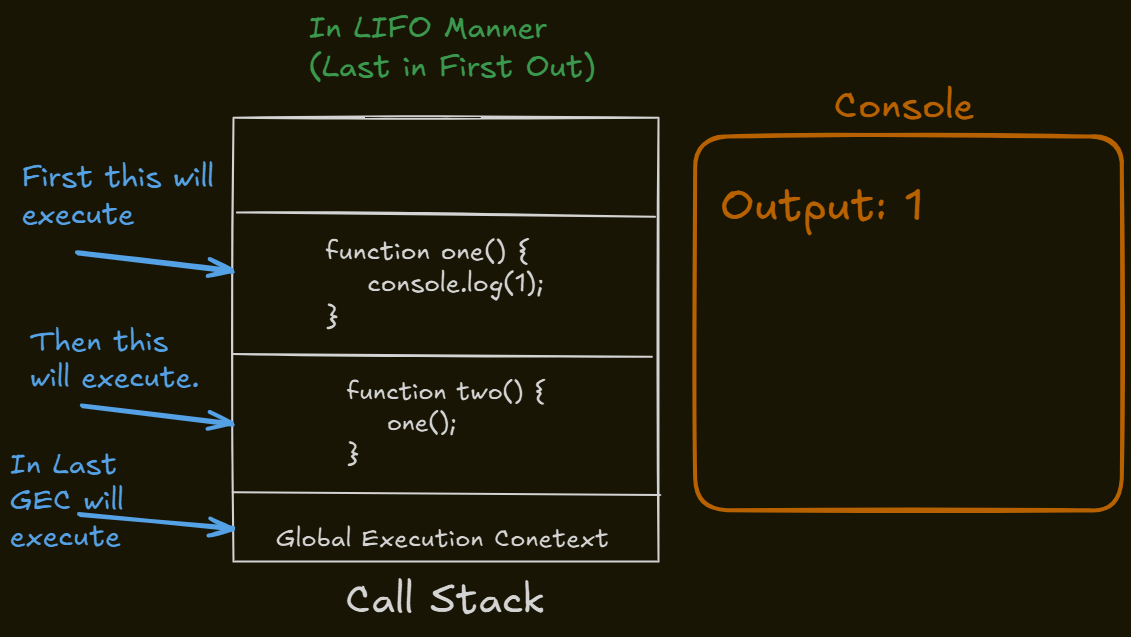 In LIFO Manner
(Last in First Out)
Console
First this will
execute
Output: 1
function one() {
console.log(1);
}
Then this
will execute.
function two() {
one();
}
In Last
GEC will
execute
Global Execution Conetext
Call Stack